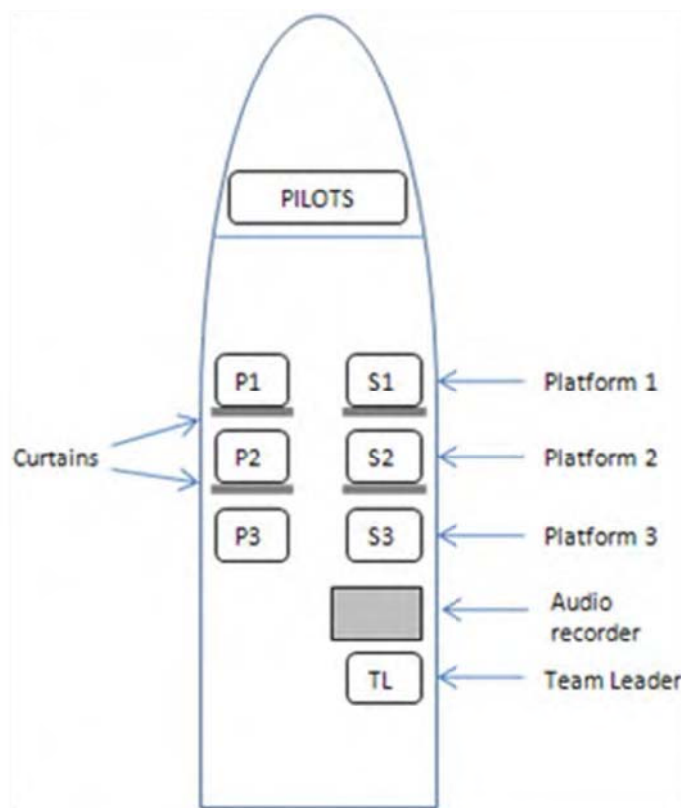 PILOTS
P1 S1 Platform 1
Curtains
P2 S2 Platform 2
P3 S3 Platform 3
Audio
recorder
TL Team Leader